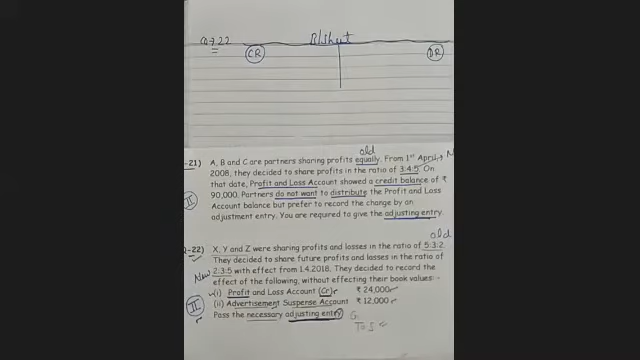 Q→22 B/Sheet
CR DR
old
-21) A, B and C are partners sharing profits equally. From 1st April,→ N
2008, they decided to share profits in the ratio of 3:4:5. On
that date, Profit and Loss Account showed a credit balance of ₹
90,000. Partners do not want to distribute the Profit and Loss
II Account balance but prefer to record the change by an
adjustment entry. You are required to give the adjusting entry.
old
-22) X, Y and Z were sharing profits and losses in the ratio of 5:3:2.
They decided to share future profits and losses in the ratio of
New 2:3:5 with effect from 1.4.2018. They decided to record the
effect of the following, without effecting their book values:-
(i) Profit and Loss Account (Cr) ₹ 24,000
II (ii) Advertisement Suspense Account ₹ 12,000
Pass the necessary adjusting entry